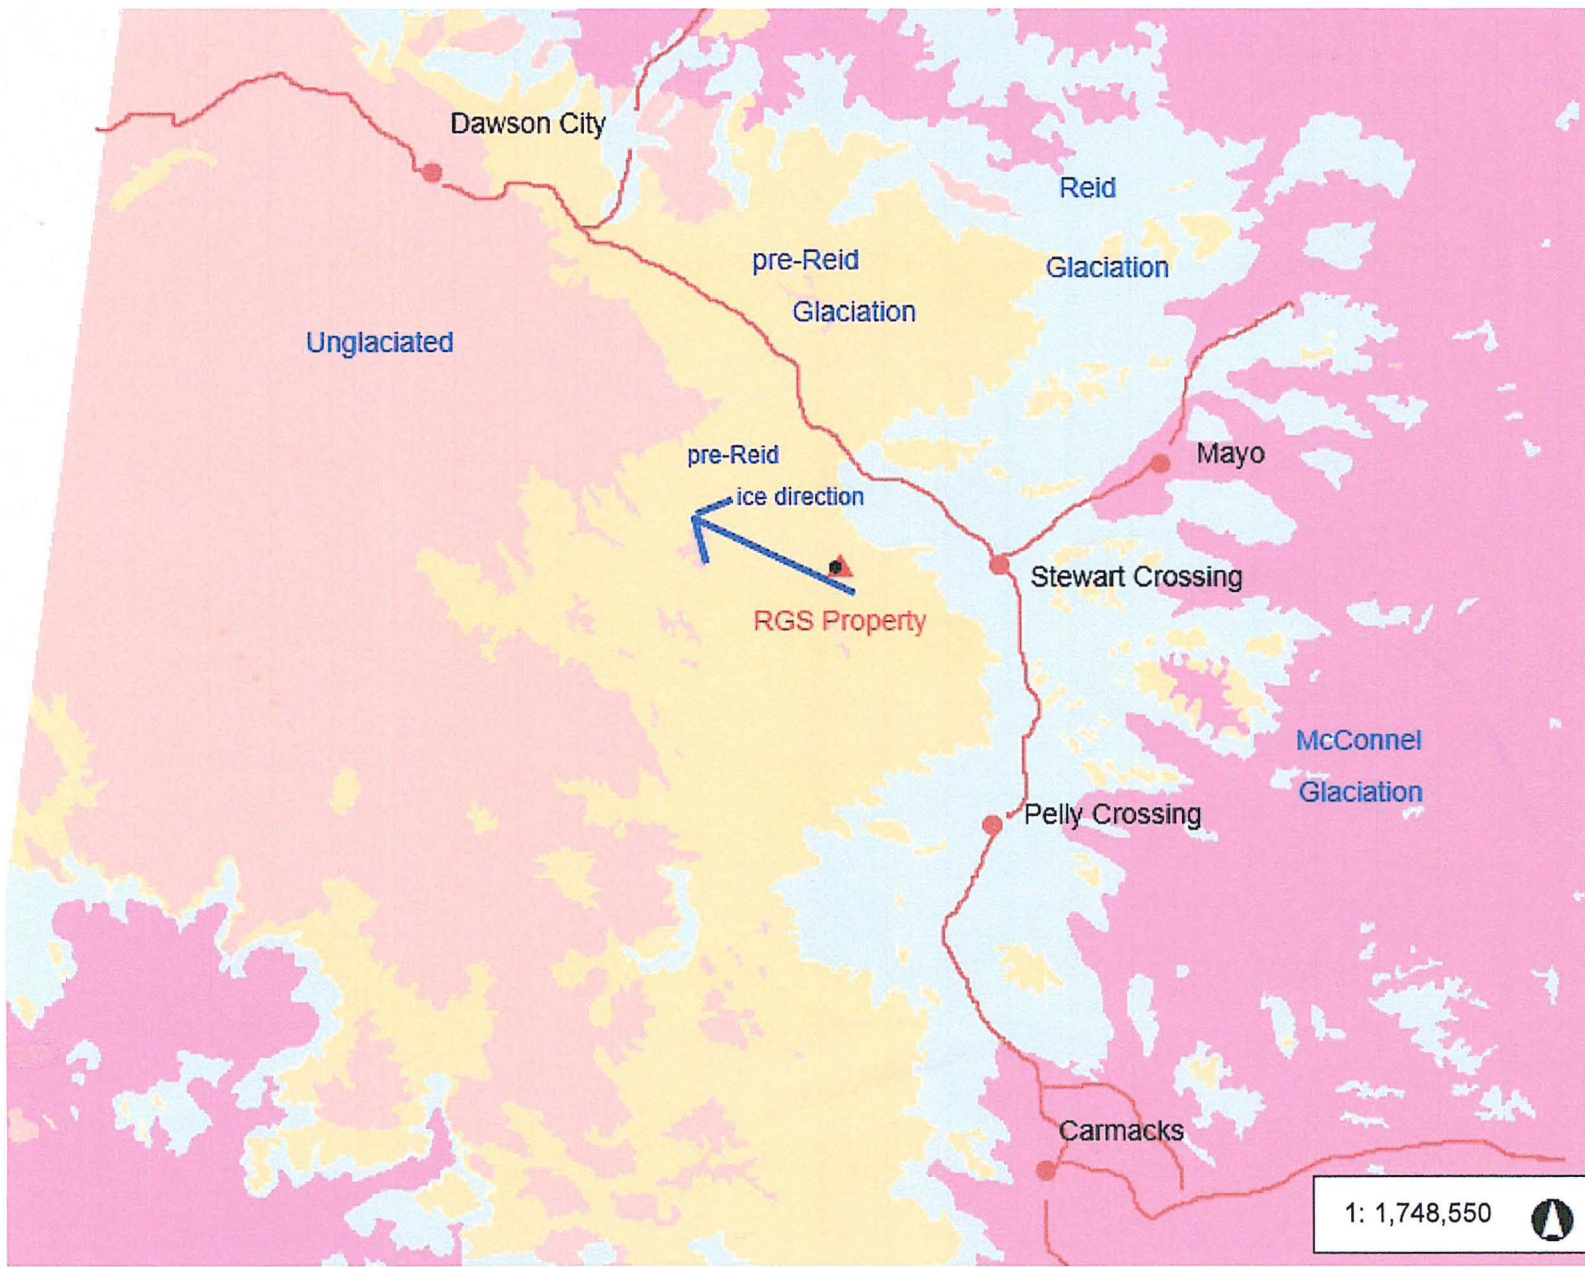 Dawson City
Reid
pre-Reid
Glaciation
Glaciation
Unglaciated
pre-Reid
ice direction
Mayo
Stewart Crossing
RGS Property
McConnel
Glaciation
Pelly Crossing
Carmacks
1: 1,748,550